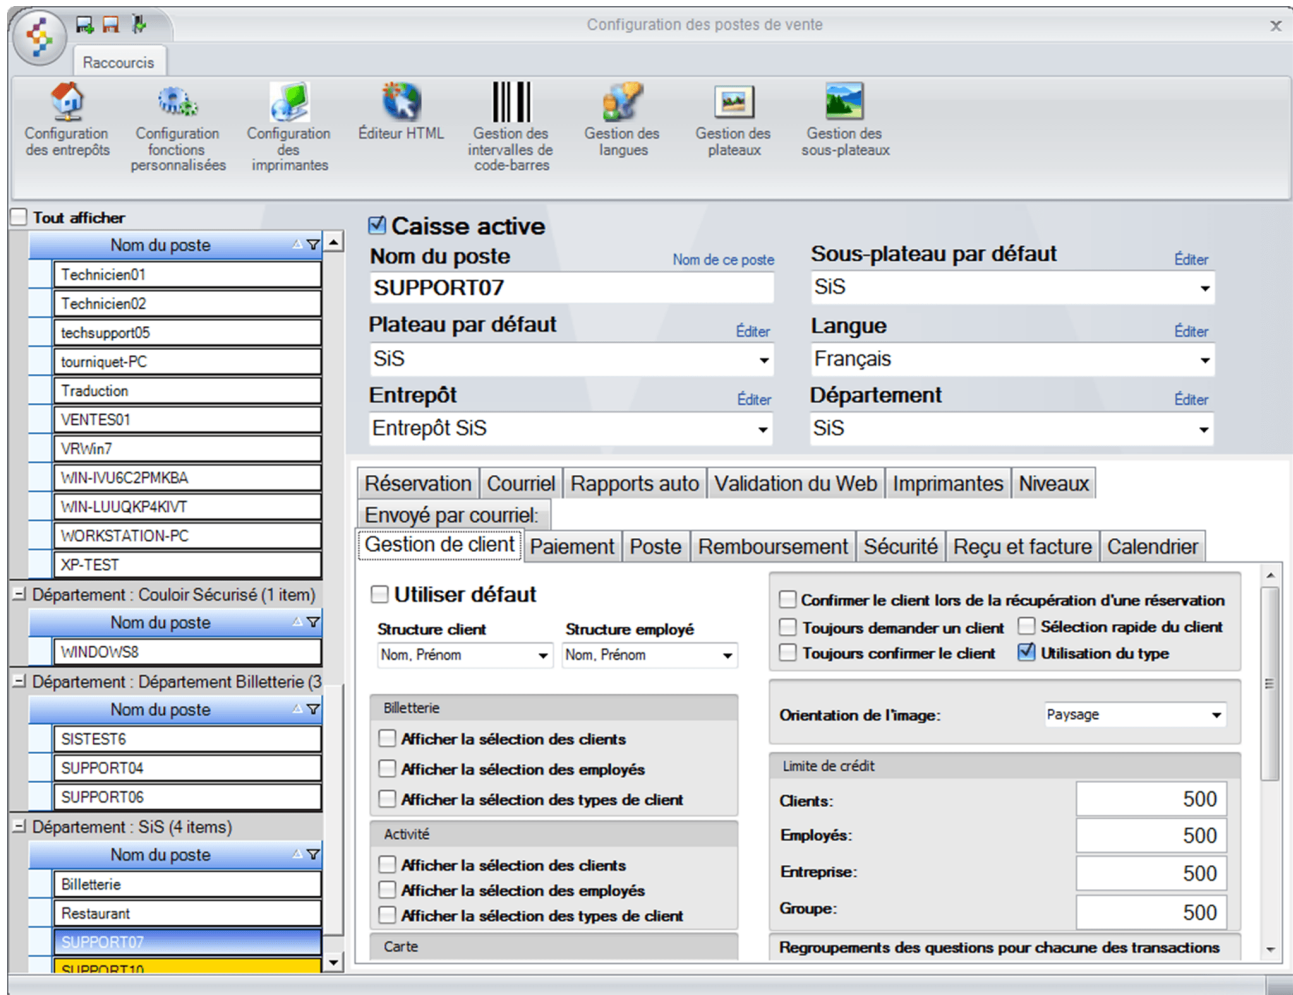 Configuration des postes de vente
x
Raccourcis
Configuration des entrepôts
Configuration fonctions personnalisées
Configuration des imprimantes
Éditeur HTML
Gestion des intervalles de code-barres
Gestion des langues
Gestion des plateaux
Gestion des sous-plateaux
Tout afficher
Nom du poste
Technicien01
Technicien02
techsupport05
tourniquet-PC
Traduction
VENTES01
VRWin7
WIN-IVU6C2PMKBA
WIN-LUUQKP4KIVT
WORKSTATION-PC
XP-TEST
Département : Couloir Sécurisé (1 item)
Nom du poste
WINDOWS8
Département : Département Billetterie (3
Nom du poste
SISTEST6
SUPPORT04
SUPPORT06
Département : SiS (4 items)
Nom du poste
Billetterie
Restaurant
SUPPORT07
SUPPORT10
Caisse active
Nom du poste
Nom de ce poste
SUPPORT07
Sous-plateau par défaut
Éditer
SiS
Plateau par défaut
Éditer
SiS
Langue
Éditer
Français
Entrepôt
Éditer
Entrepôt SiS
Département
Éditer
SiS
Réservation
Courriel
Rapports auto
Validation du Web
Imprimantes
Niveaux
Envoyé par courriel:
Gestion de client
Paiement
Poste
Remboursement
Sécurité
Reçu et facture
Calendrier
Utiliser défaut
Structure client
Structure employé
Nom, Prénom
Nom, Prénom
Billetterie
Afficher la sélection des clients
Afficher la sélection des employés
Afficher la sélection des types de client
Activité
Afficher la sélection des clients
Afficher la sélection des employés
Afficher la sélection des types de client
Carte
Confirmer le client lors de la récupération d'une réservation
Toujours demander un client
Sélection rapide du client
Toujours confirmer le client
Utilisation du type
Orientation de l'image:
Paysage
Limite de crédit
Clients:
500
Employés:
500
Entreprise:
500
Groupe:
500
Regroupements des questions pour chacune des transactions